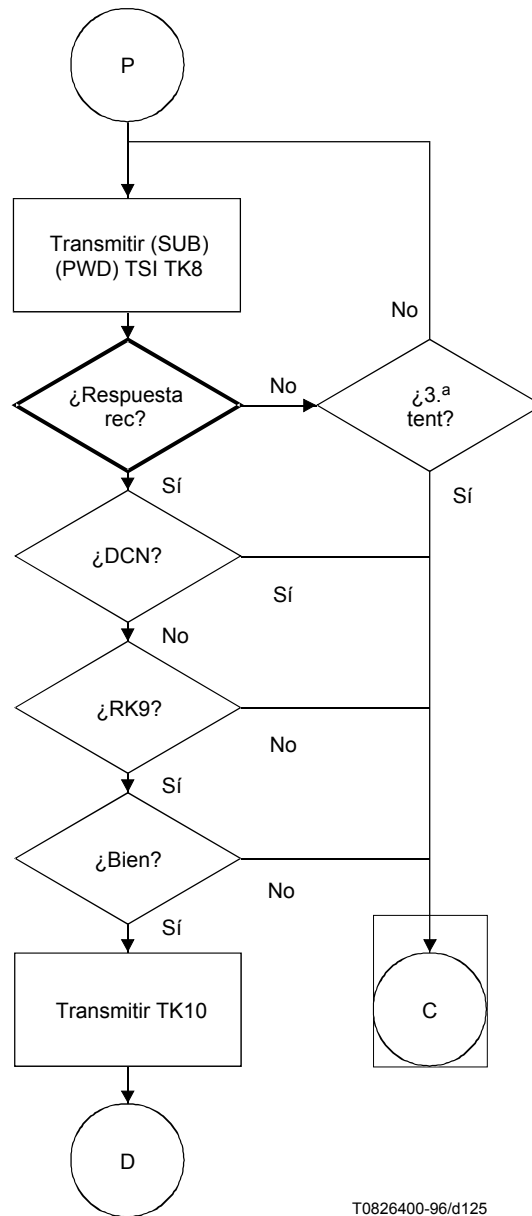 P
Transmitir (SUB)
(PWD) TSI TK8
No
¿Respuesta
rec?
No
¿3.ª
tent?
Sí
Sí
¿DCN?
Sí
No
¿RK9?
No
Sí
¿Bien?
No
Sí
Transmitir TK10
C
D
T0826400-96/d125